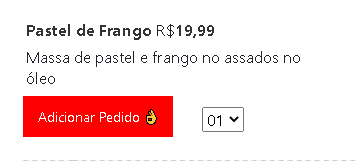 Pastel de Frango R$19,99
Massa de pastel e frango no assados no
óleo
Adicionar Pedido 👌
01